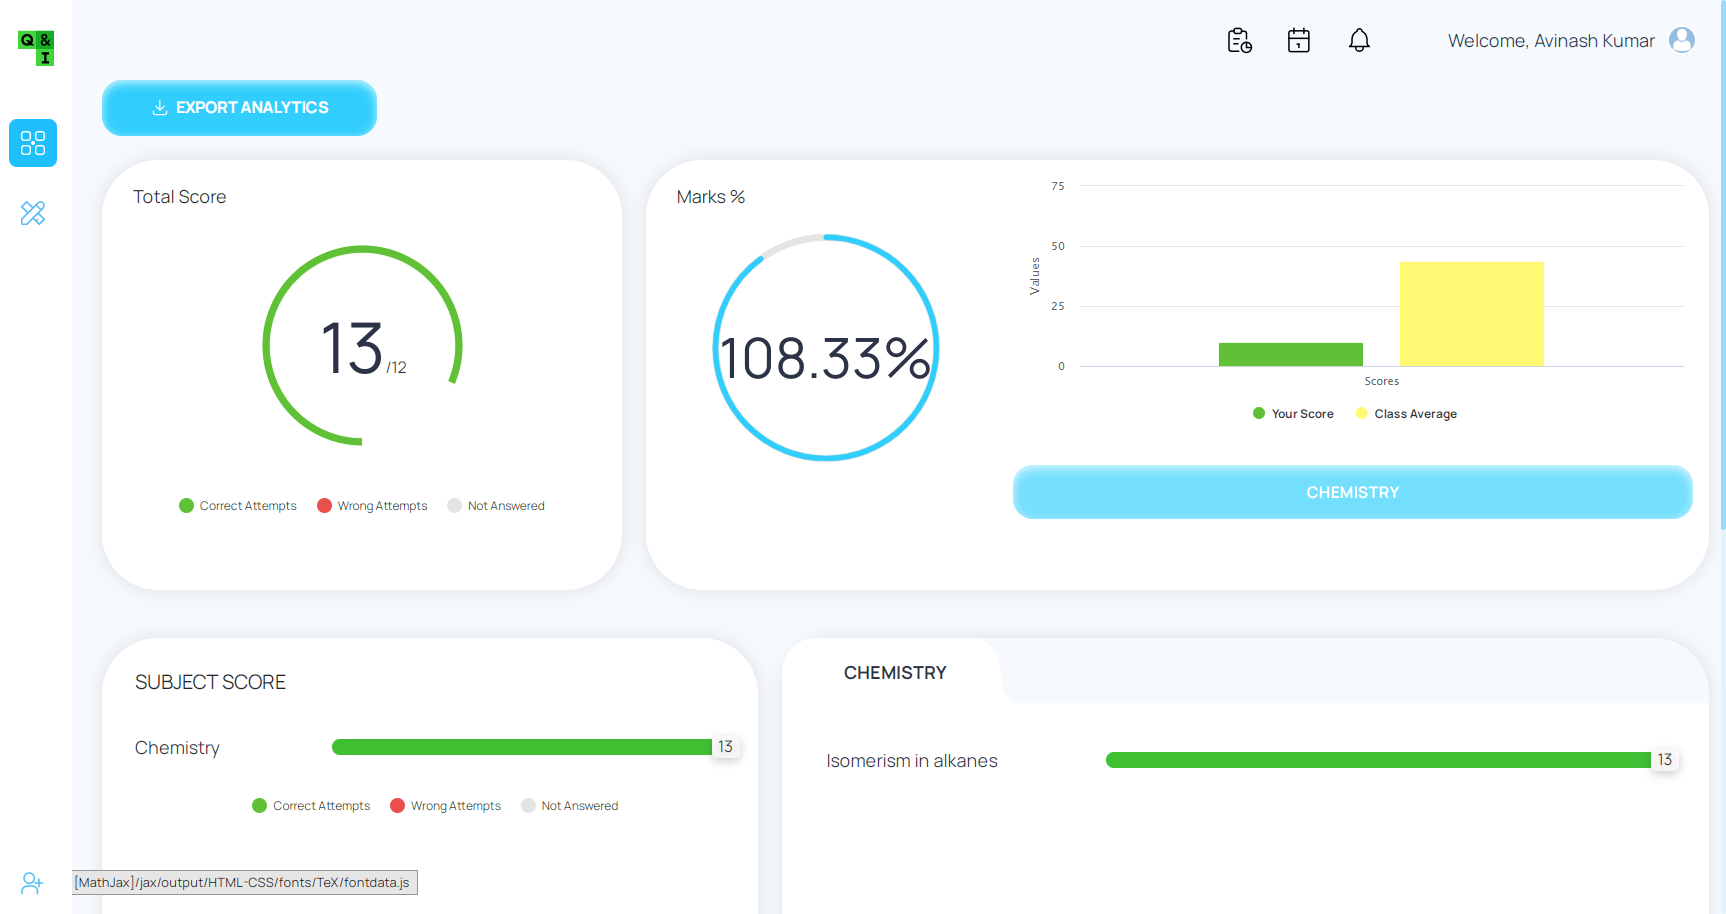 Q &
I
Welcome, Avinash Kumar
EXPORT ANALYTICS
Total Score
13 /12
Correct Attempts Wrong Attempts Not Answered
Marks %
108.33%
75
50
25
0
Values
Scores
Your Score Class Average
CHEMISTRY
SUBJECT SCORE
Chemistry 13
Correct Attempts Wrong Attempts Not Answered
CHEMISTRY
Isomerism in alkanes 13
[MathJax]/jax/output/HTML-CSS/fonts/TeX/fontdata.js